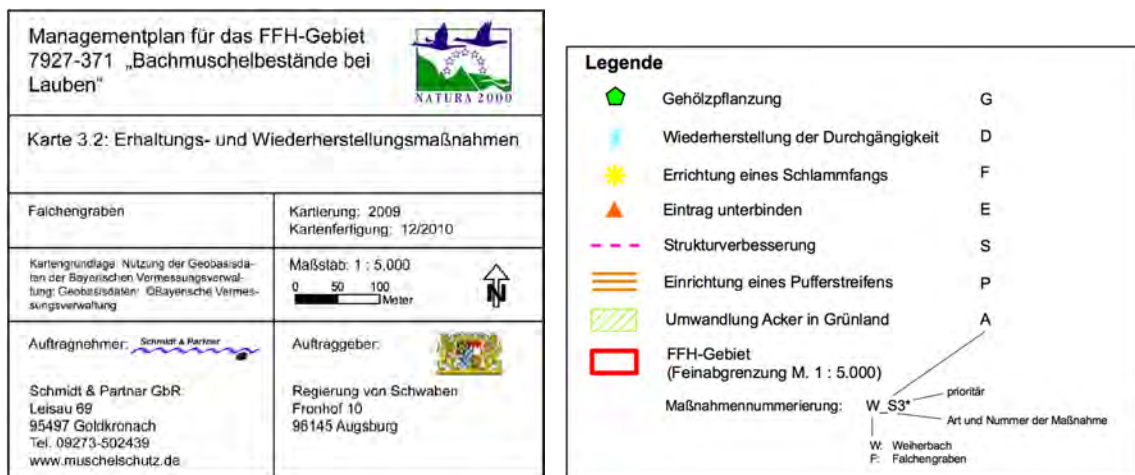 Managementplan für das FFH-Gebiet
7927-371 „Bachmuschelbestände bei
Lauben“
NATURA 2000
Karte 3.2: Erhaltungs- und Wiederherstellungsmaßnahmen
Falchengraben
Kartierung: 2009
Kartenfertigung: 12/2010
Kartengrundlage: Nutzung der Geobasisda-
ten der Bayerischen Vermessungsverwal-
tung; Geobasisdaten: ©Bayerische Vermes-
sungsverwaltung
Maßstab: 1 : 5.000
0 50 100
Meter
N
Auftragnehmer: Schmidt & Partner
Schmidt & Partner GbR
Leisau 69
95497 Goldkronach
Tel. 09273-502439
www.muschelschutz.de
Auftraggeber:
Regierung von Schwaben
Fronhof 10
96145 Augsburg
Legende
Gehölzpflanzung G
Wiederherstellung der Durchgängigkeit D
Errichtung eines Schlammfangs F
Eintrag unterbinden E
Strukturverbesserung S
Einrichtung eines Pufferstreifens P
Umwandlung Acker in Grünland A
FFH-Gebiet
(Feinabgrenzung M. 1 : 5.000)
Maßnahmennummerierung: W_S3*
prioritär
Art und Nummer der Maßnahme
W: Weiherbach
F: Falchengraben